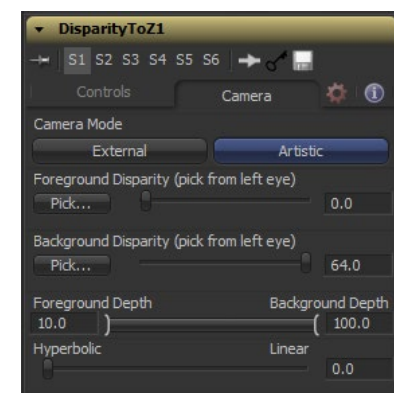 DisparityToZ1
S1 S2 S3 S4 S5 S6
Controls Camera
Camera Mode
External Artistic
Foreground Disparity (pick from left eye)
Pick... 0.0
Background Disparity (pick from left eye)
Pick... 64.0
Foreground Depth Background Depth
10.0 100.0
Hyperbolic Linear
0.0